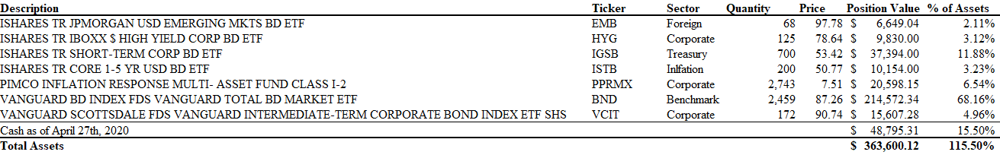 Description Ticker Sector Quantity Price Position Value % of Assets
ISHARES TR JPMORGAN USD EMERGING MKTS BD ETF EMB Foreign 68 97.78 $ 6,649.04 2.11%
ISHARES TR IBOXX $ HIGH YIELD CORP BD ETF HYG Corporate 125 78.64 $ 9,830.00 3.12%
ISHARES TR SHORT-TERM CORP BD ETF IGSB Treasury 700 53.42 $ 37,394.00 11.88%
ISHARES TR CORE 1-5 YR USD BD ETF ISTB Inlfation 200 50.77 $ 10,154.00 3.23%
PIMCO INFLATION RESPONSE MULTI- ASSET FUND CLASS I-2 PPRMX Corporate 2,743 7.51 $ 20,598.15 6.54%
VANGUARD BD INDEX FDS VANGUARD TOTAL BD MARKET ETF BND Benchmark 2,459 87.26 $ 214,572.34 68.16%
VANGUARD SCOTTSDALE FDS VANGUARD INTERMEDIATE-TERM CORPORATE BOND INDEX ETF SHS VCIT Corporate 172 90.74 $ 15,607.28 4.96%
Cash as of April 27th, 2020 $ 48,795.31 15.50%
Total Assets $ 363,600.12 115.50%